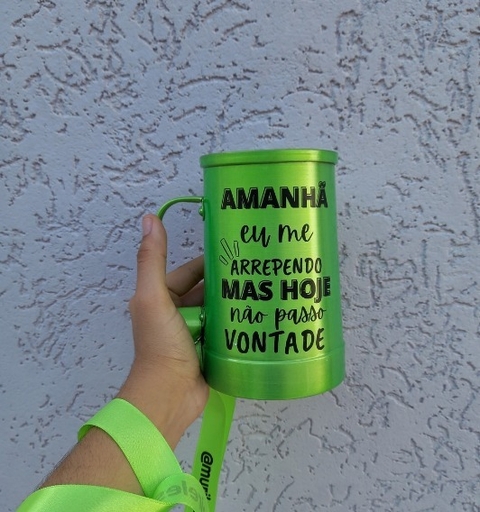 AMANHÃ
eu me
ARREPENDO
MAS HOJE
não passo
VONTADE